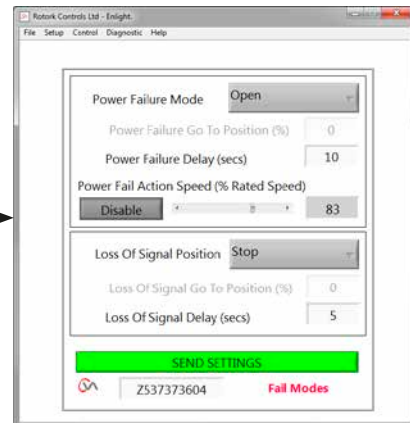 Rotork Controls Ltd - Enlight.
File Setup Control Diagnostic Help
Power Failure Mode Open
Power Failure Go To Position (%) 0
Power Failure Delay (secs) 10
Power Fail Action Speed (% Rated Speed)
Disable 83
Loss Of Signal Position Stop
Loss Of Signal Go To Position (%) 0
Loss Of Signal Delay (secs) 5
SEND SETTINGS
Z537373604 Fail Modes